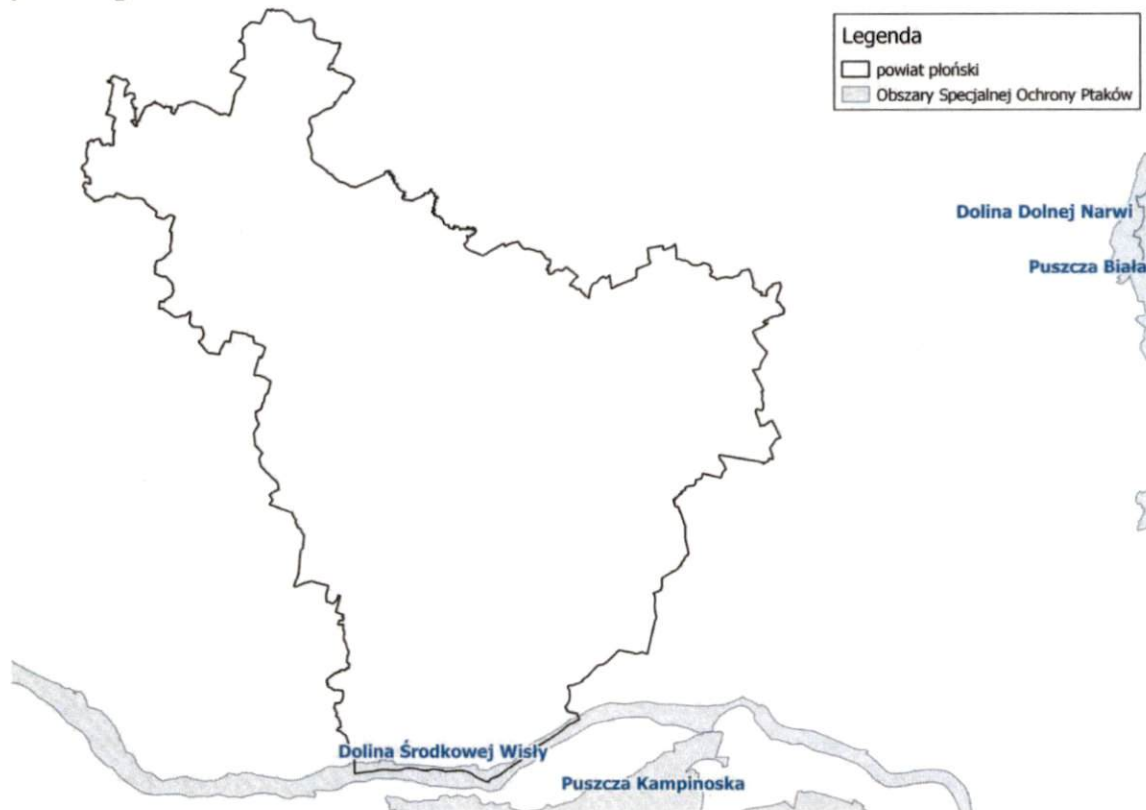 Legenda
powiat płoński
Obszary Specjalnej Ochrony Ptaków
Dolina Dolnej Narwi
Puszcza Biała
Dolina Środkowej Wisły
Puszcza Kampinoska